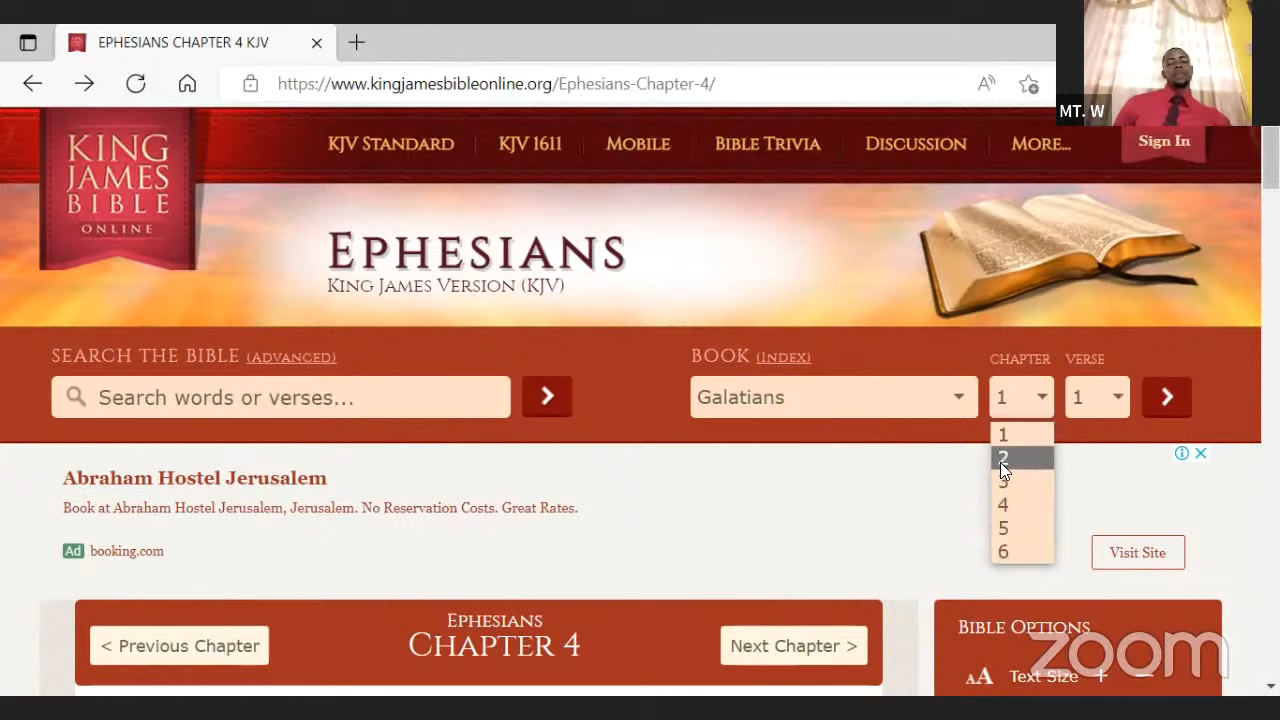 EPHESIANS CHAPTER 4 KJV
https://www.kingjamesbibleonline.org/Ephesians-Chapter-4/
MT. W
KING
JAMES
BIBLE
ONLINE
KJV STANDARD
KJV 1611
MOBILE
BIBLE TRIVIA
DISCUSSION
MORE...
Sign In
EPHESIANS
KING JAMES VERSION (KJV)
SEARCH THE BIBLE (ADVANCED)
BOOK (INDEX)
CHAPTER
VERSE
Search words or verses...
Galatians
1
1
1
2
3
4
5
6
Abraham Hostel Jerusalem
Book at Abraham Hostel Jerusalem, Jerusalem. No Reservation Costs. Great Rates.
Ad booking.com
Visit Site
< Previous Chapter
EPHESIANS
CHAPTER 4
Next Chapter >
BIBLE OPTIONS
AA Text Size + −
zoom